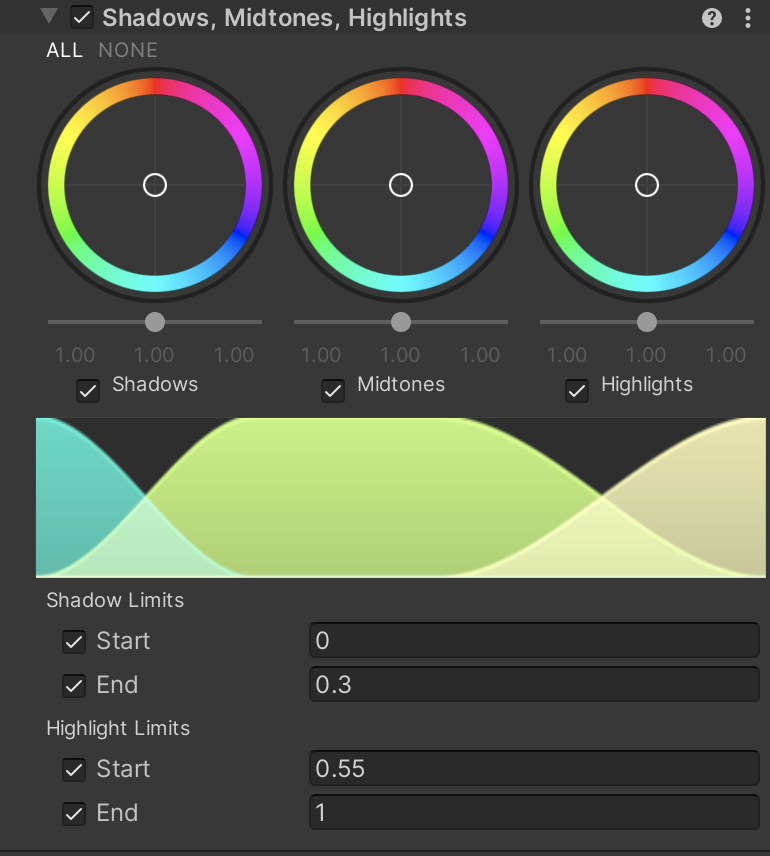 Shadows, Midtones, Highlights
ALL NONE
1.00 1.00 1.00 1.00 1.00 1.00 1.00 1.00 1.00
Shadows Midtones Highlights
Shadow Limits
Start 0
End 0.3
Highlight Limits
Start 0.55
End 1